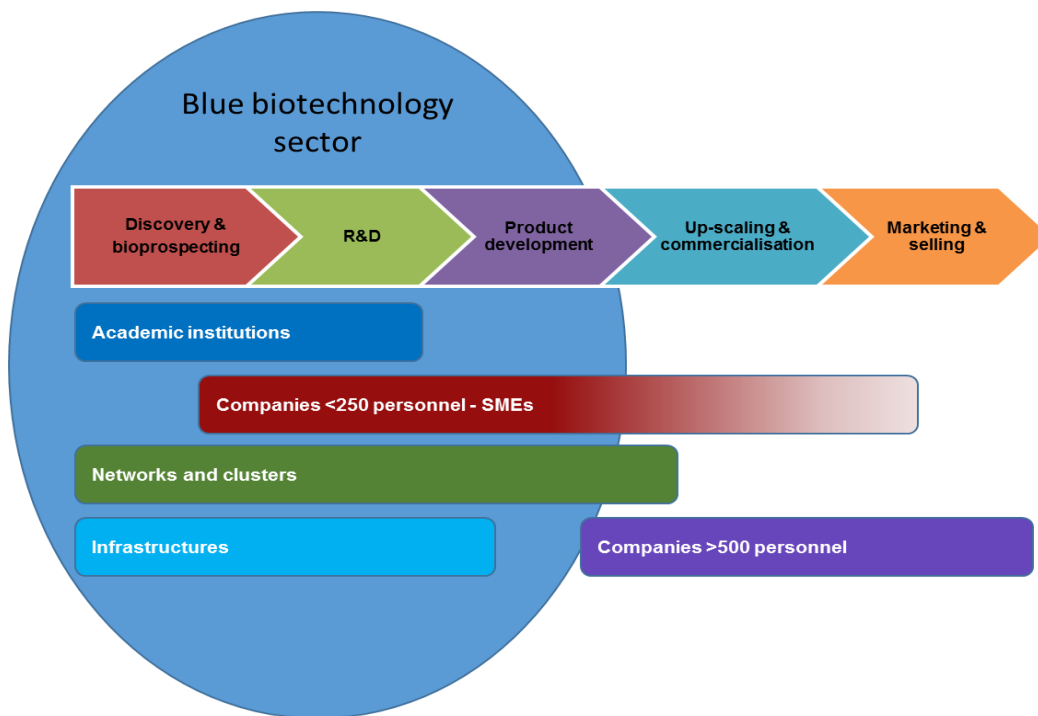 Blue biotechnology
sector
Discovery &
bioprospecting
R&D
Product
development
Up-scaling &
commercialisation
Marketing &
selling
Academic institutions
Companies <250 personnel - SMEs
Networks and clusters
Infrastructures
Companies >500 personnel